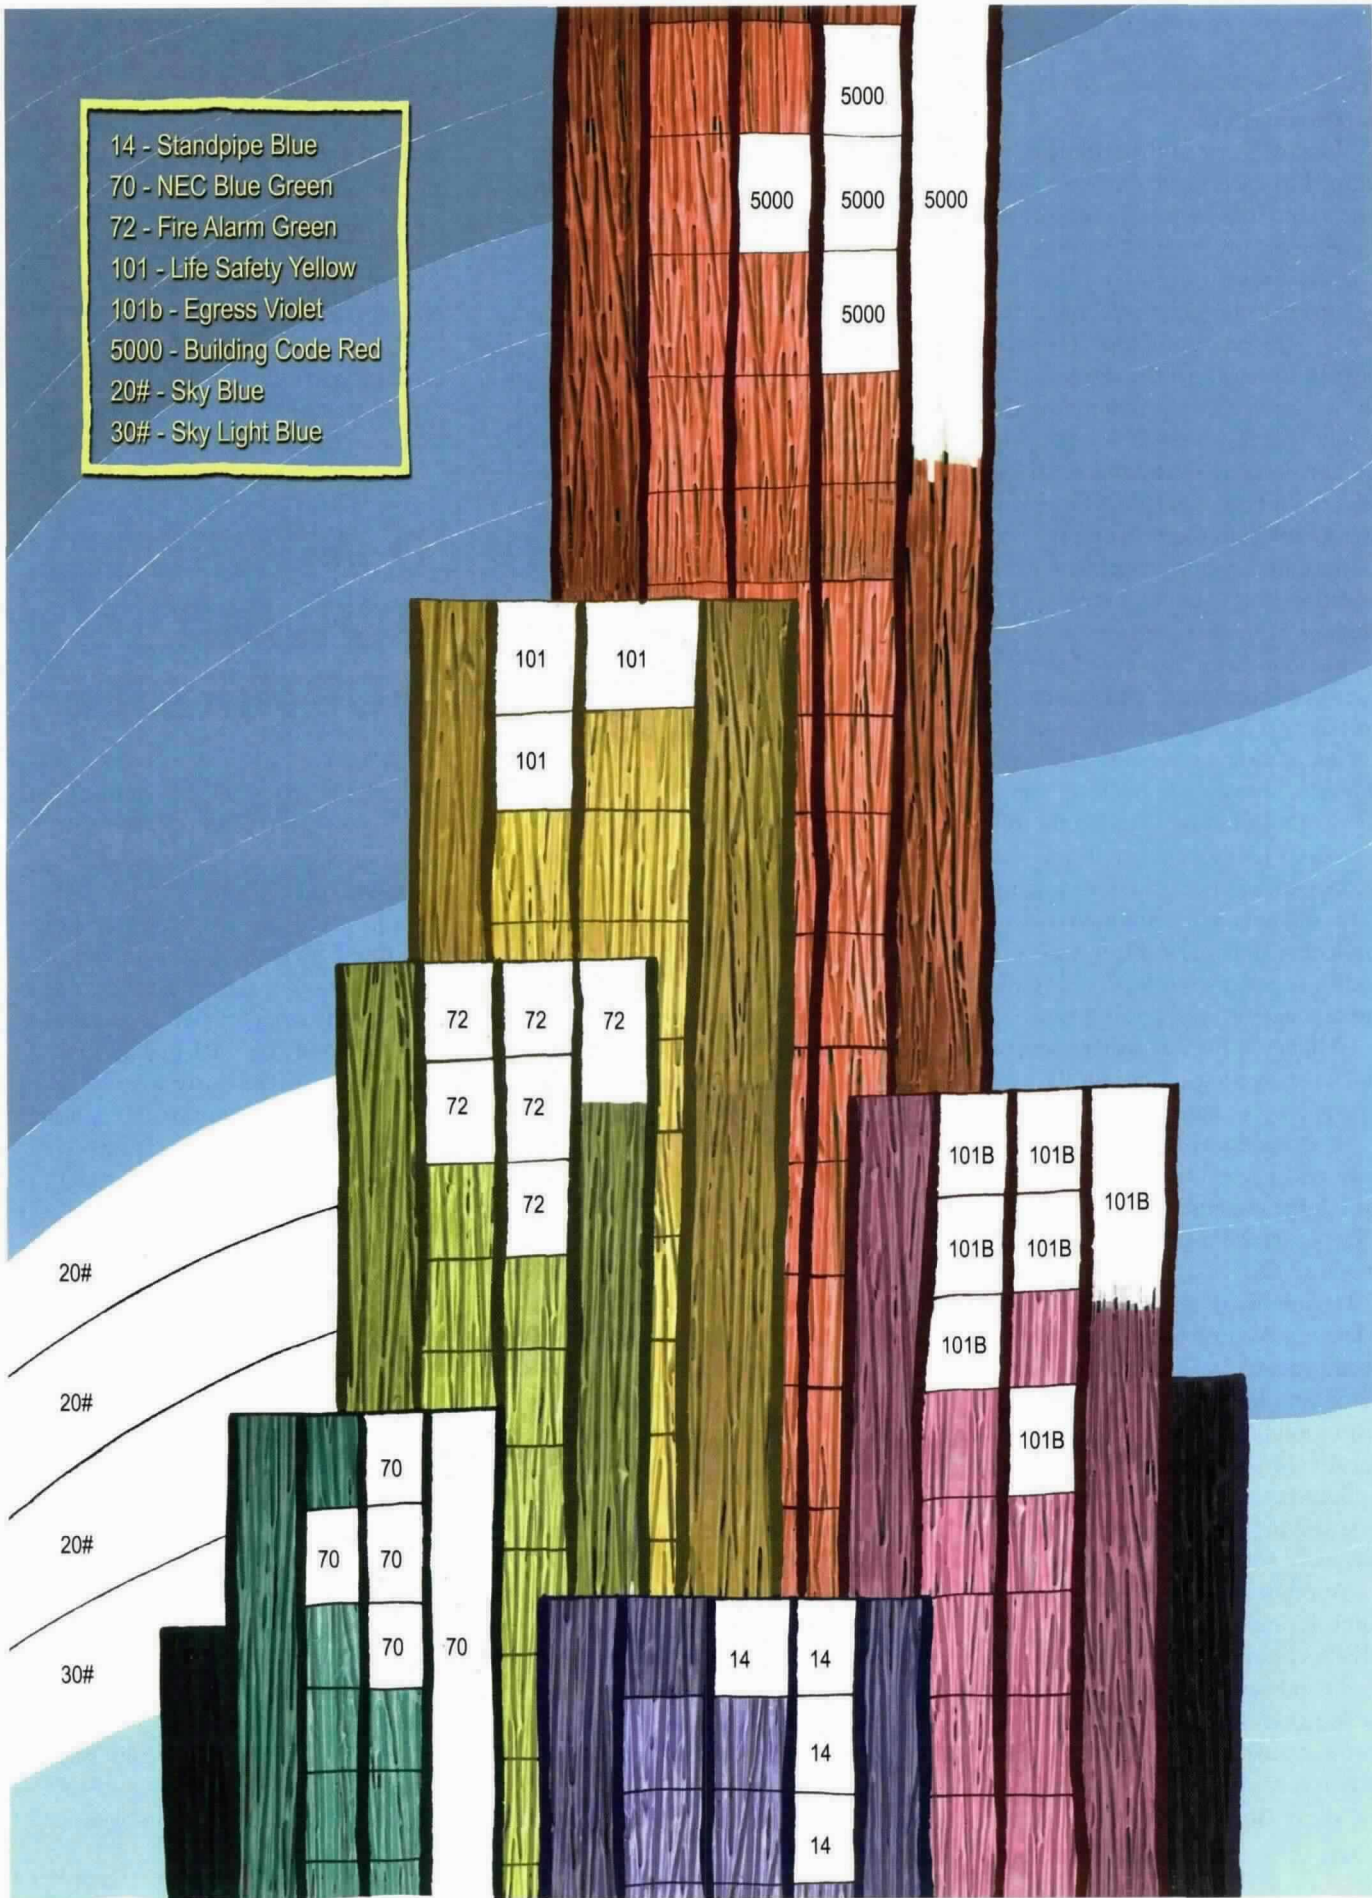 14 - Standpipe Blue
70 - NEC Blue Green
72 - Fire Alarm Green
101 - Life Safety Yellow
101b - Egress Violet
5000 - Building Code Red
20# - Sky Blue
30# - Sky Light Blue
5000
5000 5000 5000
5000
101 101
101
72 72 72
72 72
72
101B 101B
101B
101B 101B
101B
101B
20#
20#
20#
30#
70
70 70
70 70
14 14
14
14